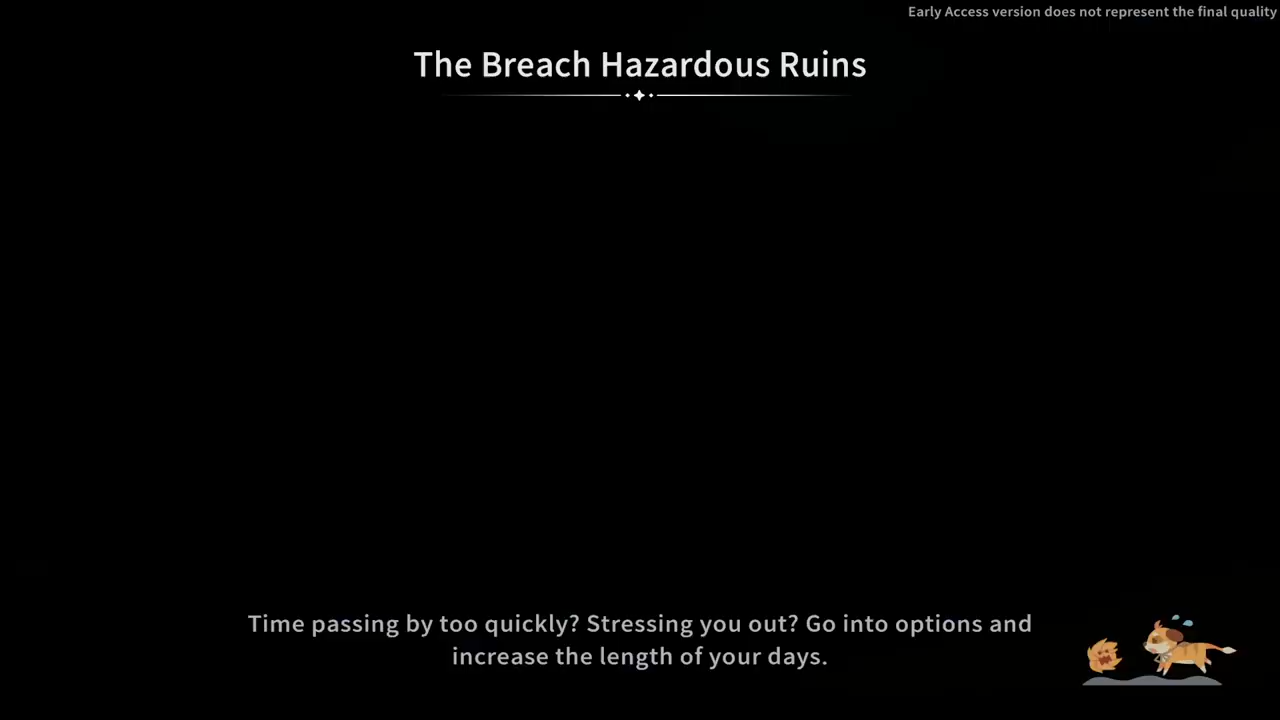 Early Access version does not represent the final quality
The Breach Hazardous Ruins
Time passing by too quickly? Stressing you out? Go into options and
increase the length of your days.